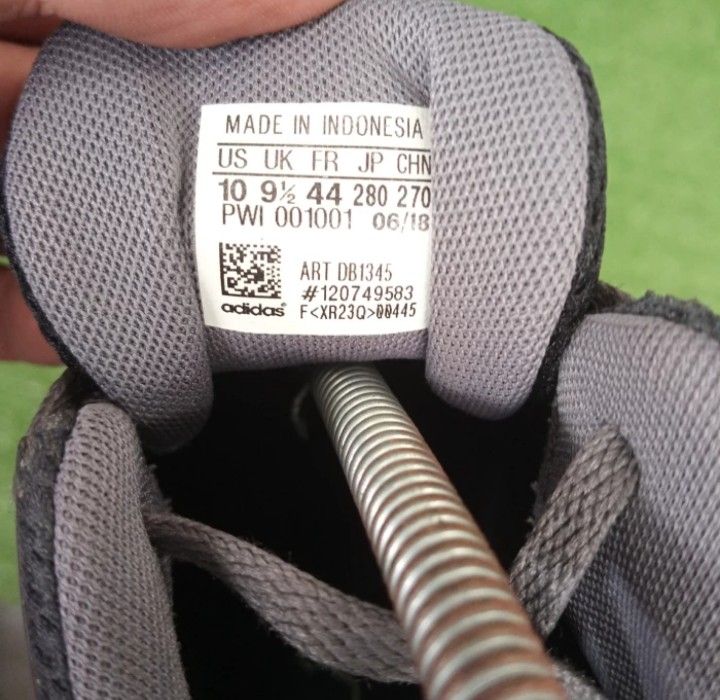 MADE IN INDONESIA
US UK FR JP CHN
10 9½ 44 280 270
PWI 001001 06/18
ART DB1345
#120749583
adidas® F<XR23Q>00445